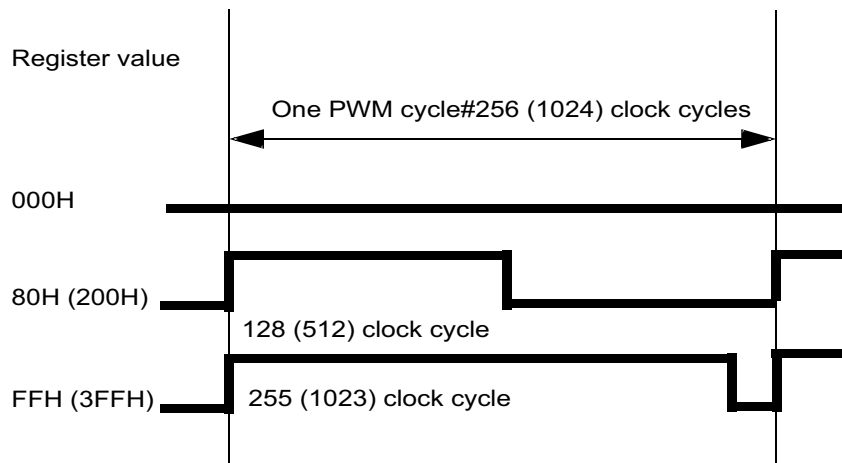 Register value
One PWM cycle#256 (1024) clock cycles
000H
80H (200H)
128 (512) clock cycle
FFH (3FFH)
255 (1023) clock cycle